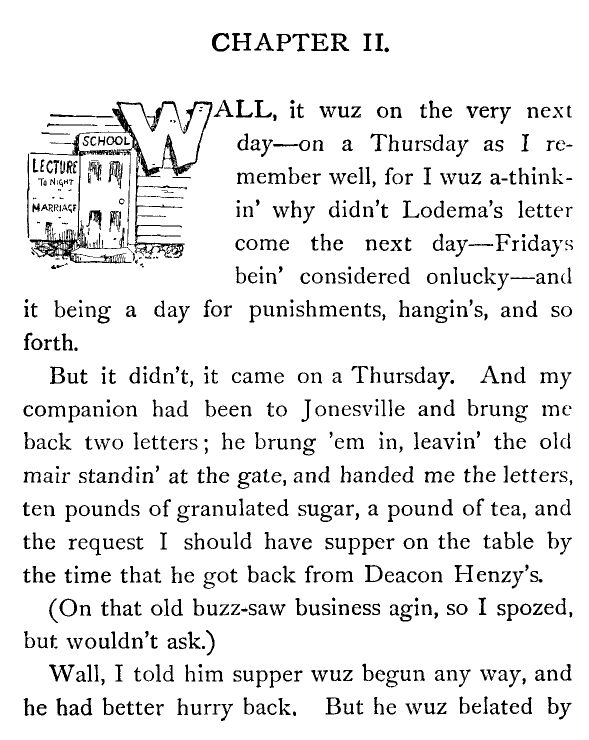 CHAPTER II.
SCHOOL
LECTURE
TO NIGHT
MARRIAGE
WALL, it wuz on the very next
day—on a Thursday as I re-
member well, for I wuz a-think-
in' why didn't Lodema's letter
come the next day—Fridays
bein' considered onlucky—and
it being a day for punishments, hangin's, and so
forth.
But it didn't, it came on a Thursday. And my
companion had been to Jonesville and brung me
back two letters; he brung 'em in, leavin' the old
mair standin' at the gate, and handed me the letters,
ten pounds of granulated sugar, a pound of tea, and
the request I should have supper on the table by
the time that he got back from Deacon Henzy's.
(On that old buzz-saw business agin, so I spozed,
but wouldn't ask.)
Wall, I told him supper wuz begun any way, and
he had better hurry back. But he wuz belated by